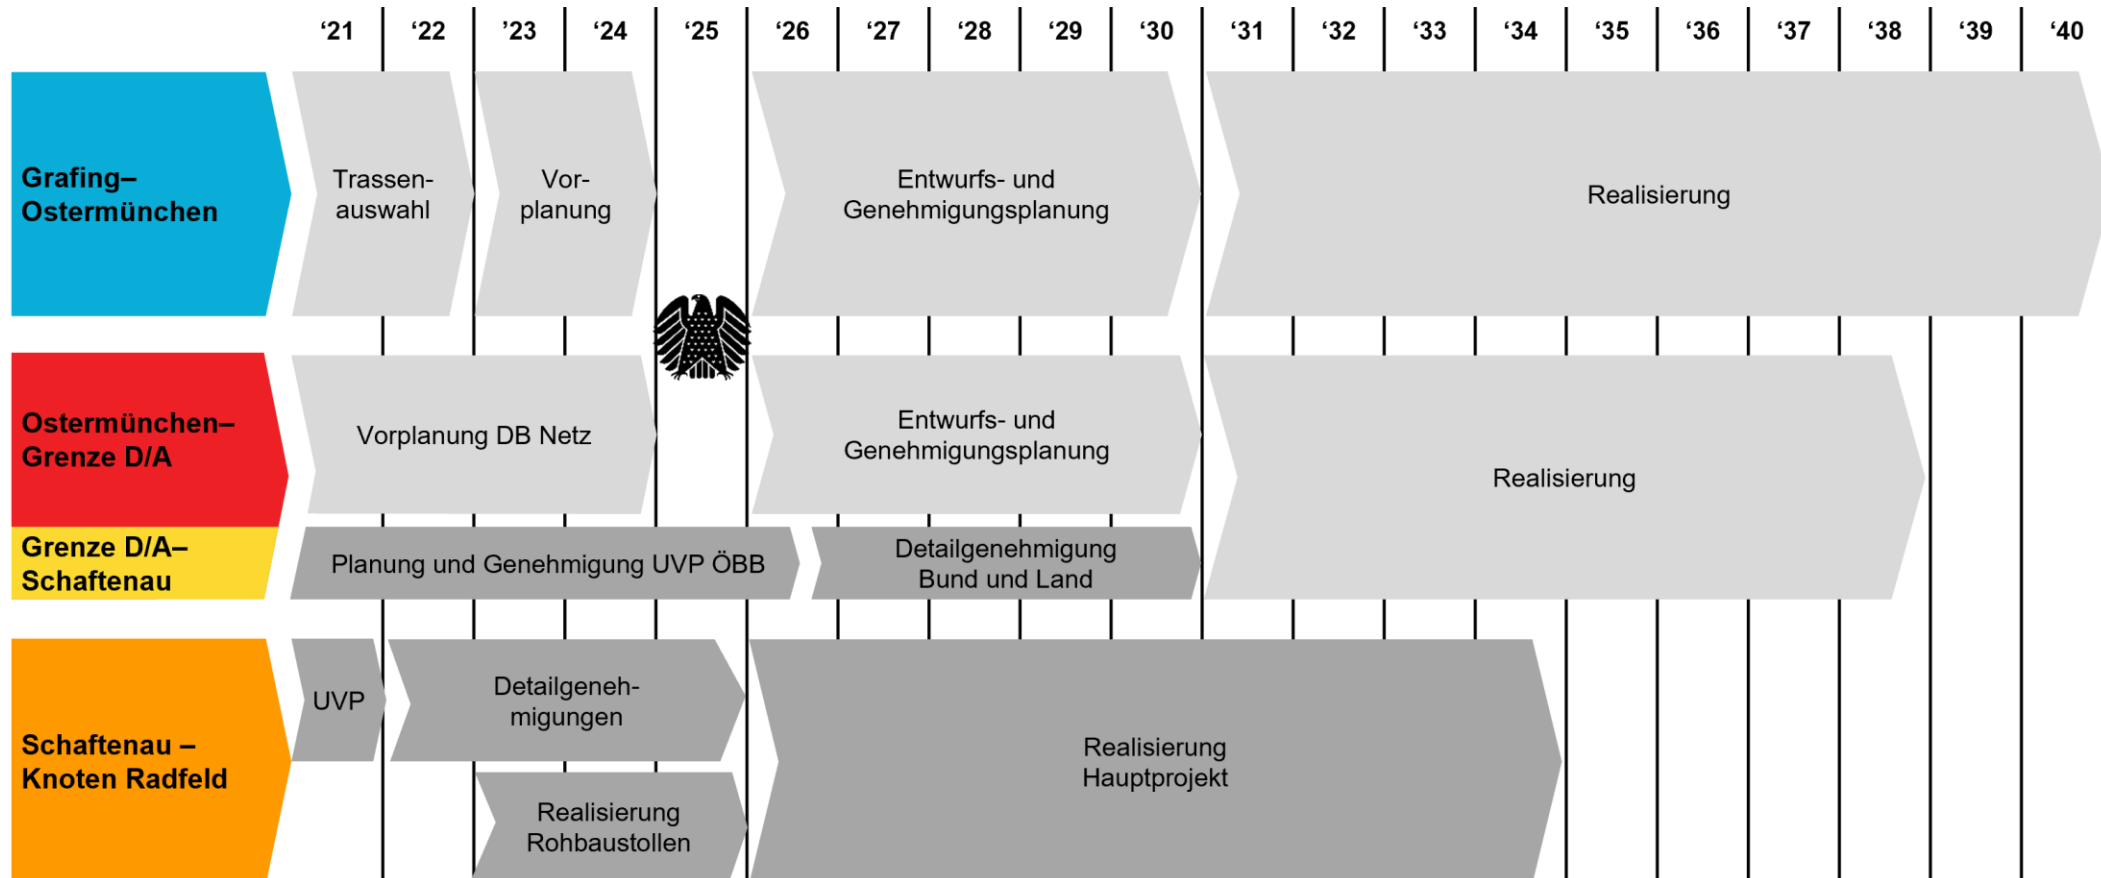 ‘21 ‘22 ‘23 ‘24 ‘25 ‘26 ‘27 ‘28 ‘29 ‘30 ‘31 ‘32 ‘33 ‘34 ‘35 ‘36 ‘37 ‘38 ‘39 ‘40
Grafing–
Ostermünchen
Trassen-
auswahl
Vor-
planung
Entwurfs- und
Genehmigungsplanung
Realisierung
Ostermünchen–
Grenze D/A
Vorplanung DB Netz
Entwurfs- und
Genehmigungsplanung
Realisierung
Grenze D/A–
Schaftenau
Planung und Genehmigung UVP ÖBB
Detailgenehmigung
Bund und Land
Schaftenau –
Knoten Radfeld
UVP
Detailgeneh-
migungen
Realisierung
Rohbaustollen
Realisierung
Hauptprojekt